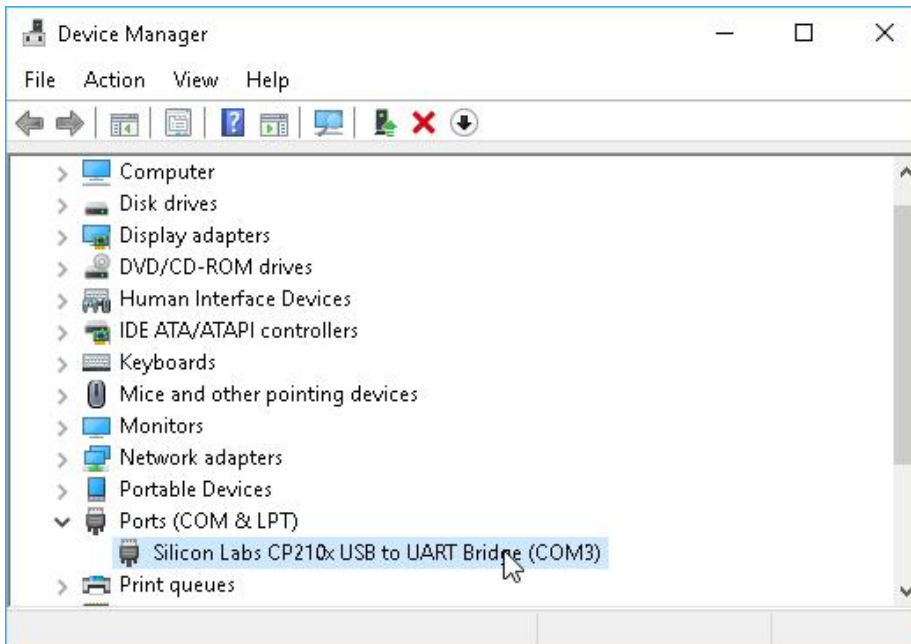 Device Manager
File Action View Help
?
Computer
Disk drives
Display adapters
DVD/CD-ROM drives
Human Interface Devices
IDE ATA/ATAPI controllers
Keyboards
Mice and other pointing devices
Monitors
Network adapters
Portable Devices
Ports (COM & LPT)
Silicon Labs CP210x USB to UART Bridge (COM3)
Print queues